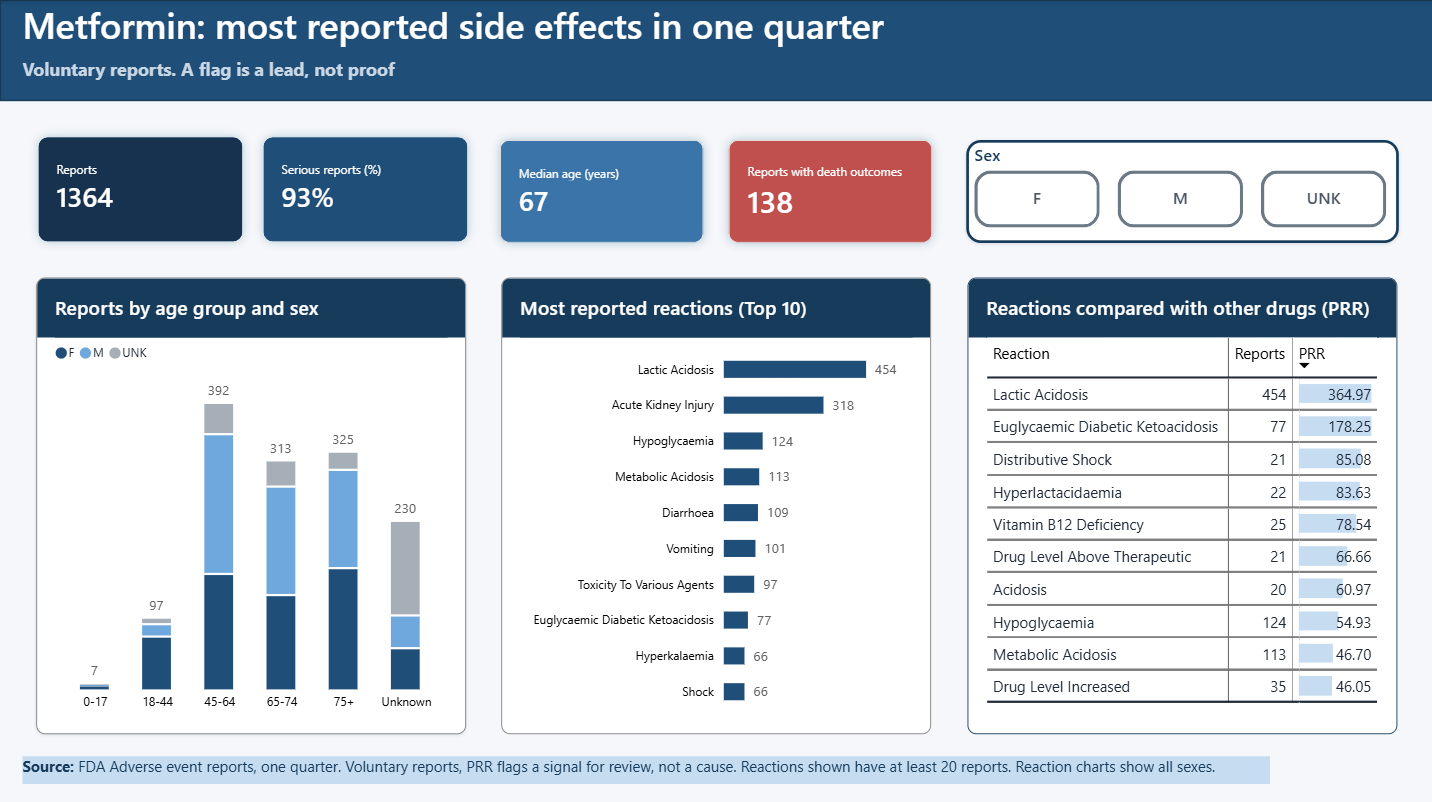 Metformin: most reported side effects in one quarter
Voluntary reports. A flag is a lead, not proof
Reports
1364
Serious reports (%)
93%
Median age (years)
67
Reports with death outcomes
138
Sex
F
M
UNK
Reports by age group and sex
F M UNK
392
313
325
230
97
7
0-17 18-44 45-64 65-74 75+ Unknown
Most reported reactions (Top 10)
Lactic Acidosis 454
Acute Kidney Injury 318
Hypoglycaemia 124
Metabolic Acidosis 113
Diarrhoea 109
Vomiting 101
Toxicity To Various Agents 97
Euglycaemic Diabetic Ketoacidosis 77
Hyperkalaemia 66
Shock 66
Reactions compared with other drugs (PRR)
Reaction Reports PRR
Lactic Acidosis 454 364.97
Euglycaemic Diabetic Ketoacidosis 77 178.25
Distributive Shock 21 85.08
Hyperlactacidaemia 22 83.63
Vitamin B12 Deficiency 25 78.54
Drug Level Above Therapeutic 21 66.66
Acidosis 20 60.97
Hypoglycaemia 124 54.93
Metabolic Acidosis 113 46.70
Drug Level Increased 35 46.05
Source: FDA Adverse event reports, one quarter. Voluntary reports, PRR flags a signal for review, not a cause. Reactions shown have at least 20 reports. Reaction charts show all sexes.